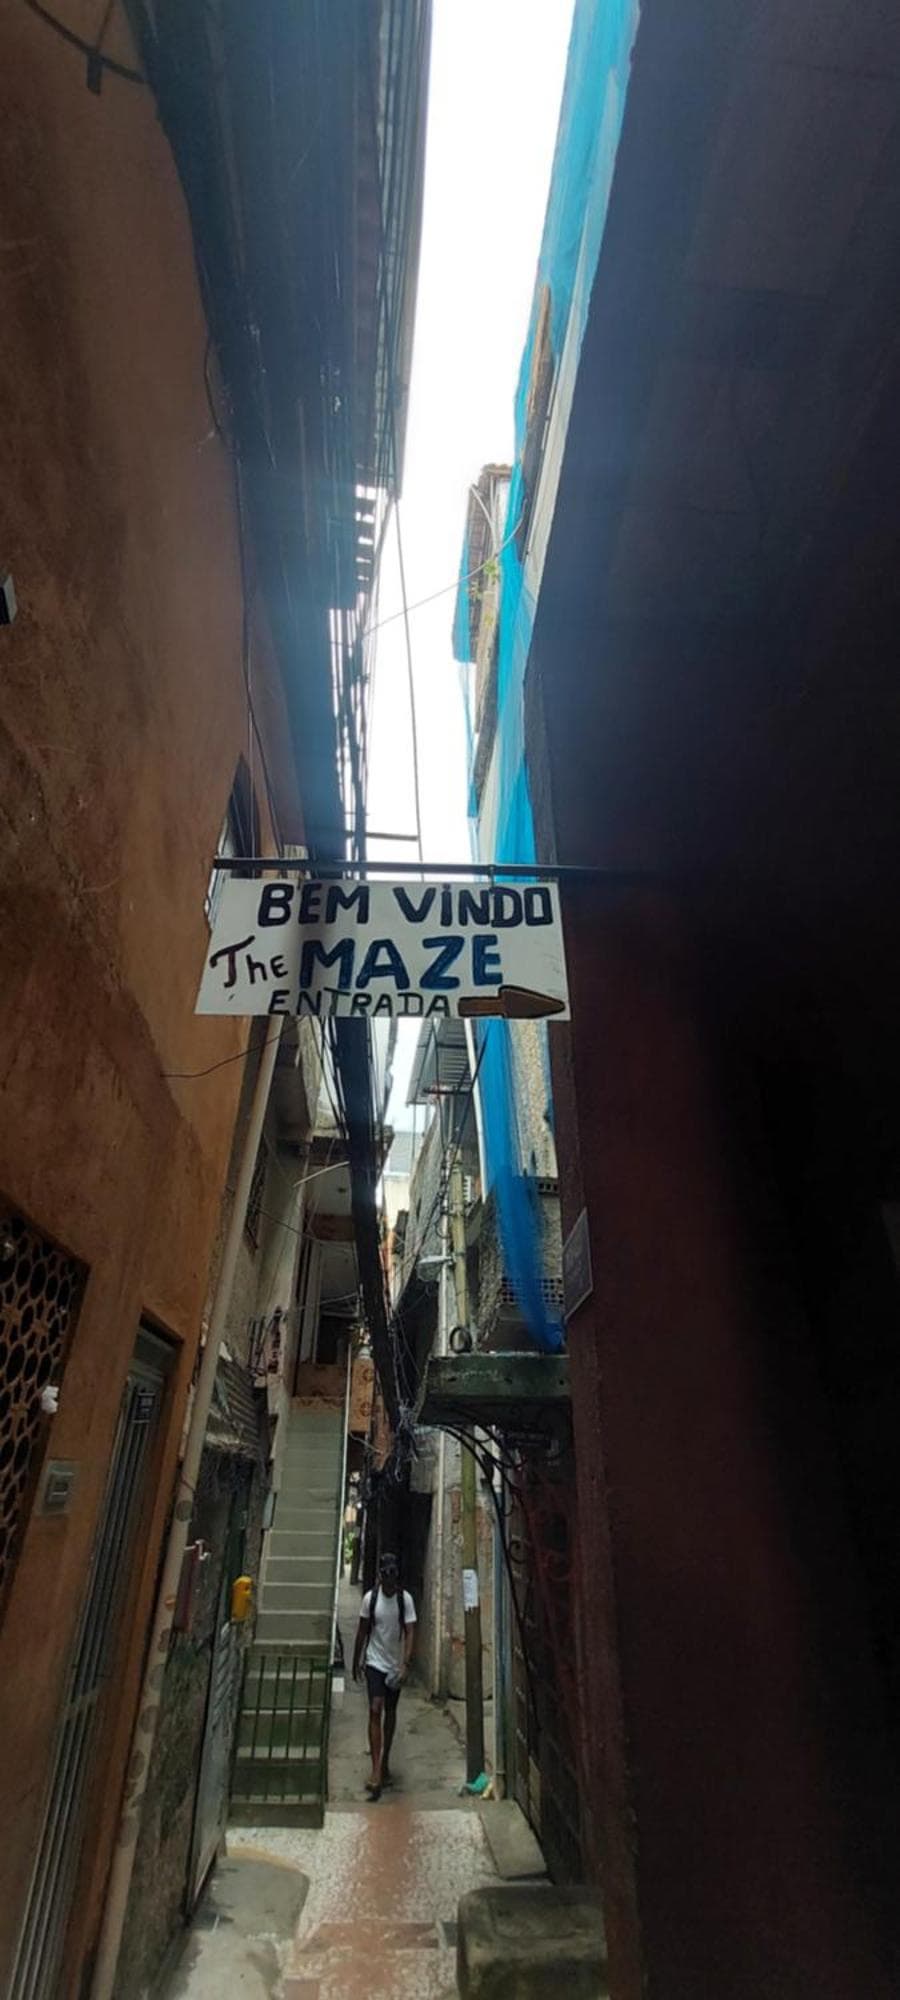 BEM VINDO
The MAZE
ENTRADA